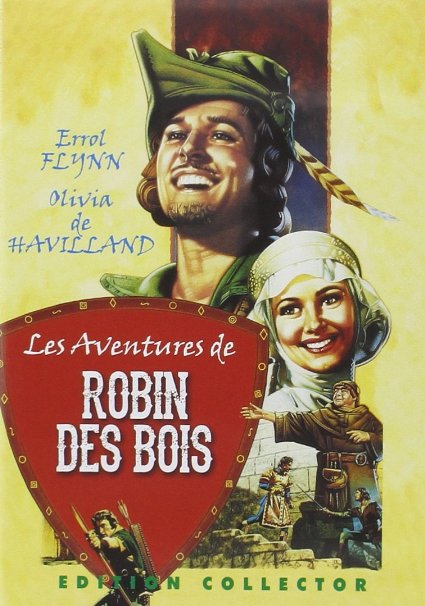 Errol
FLYNN
Olivia
de
HAVILLAND
Les Aventures de
ROBIN
DES BOIS
EDITION COLLECTOR